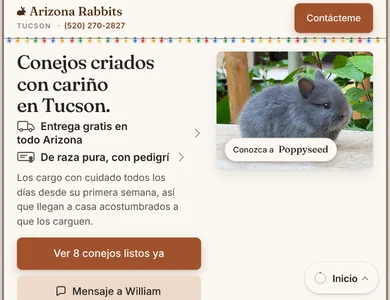 Arizona Rabbits
TUCSON · (520) 270-2827
Contácteme
Conejos criados
con cariño
en Tucson.
Entrega gratis en
todo Arizona
De raza pura, con pedigrí
Los cargo con cuidado todos los
días desde su primera semana, así
que llegan a casa acostumbrados a
que los carguen.
Conozca a Poppyseed
Ver 8 conejos listos ya
Mensaje a William
Inicio